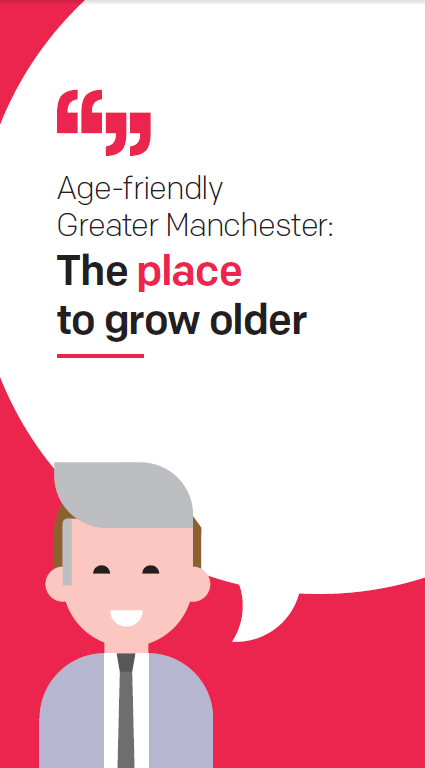 Age-friendly
Greater Manchester:
The place
to grow older